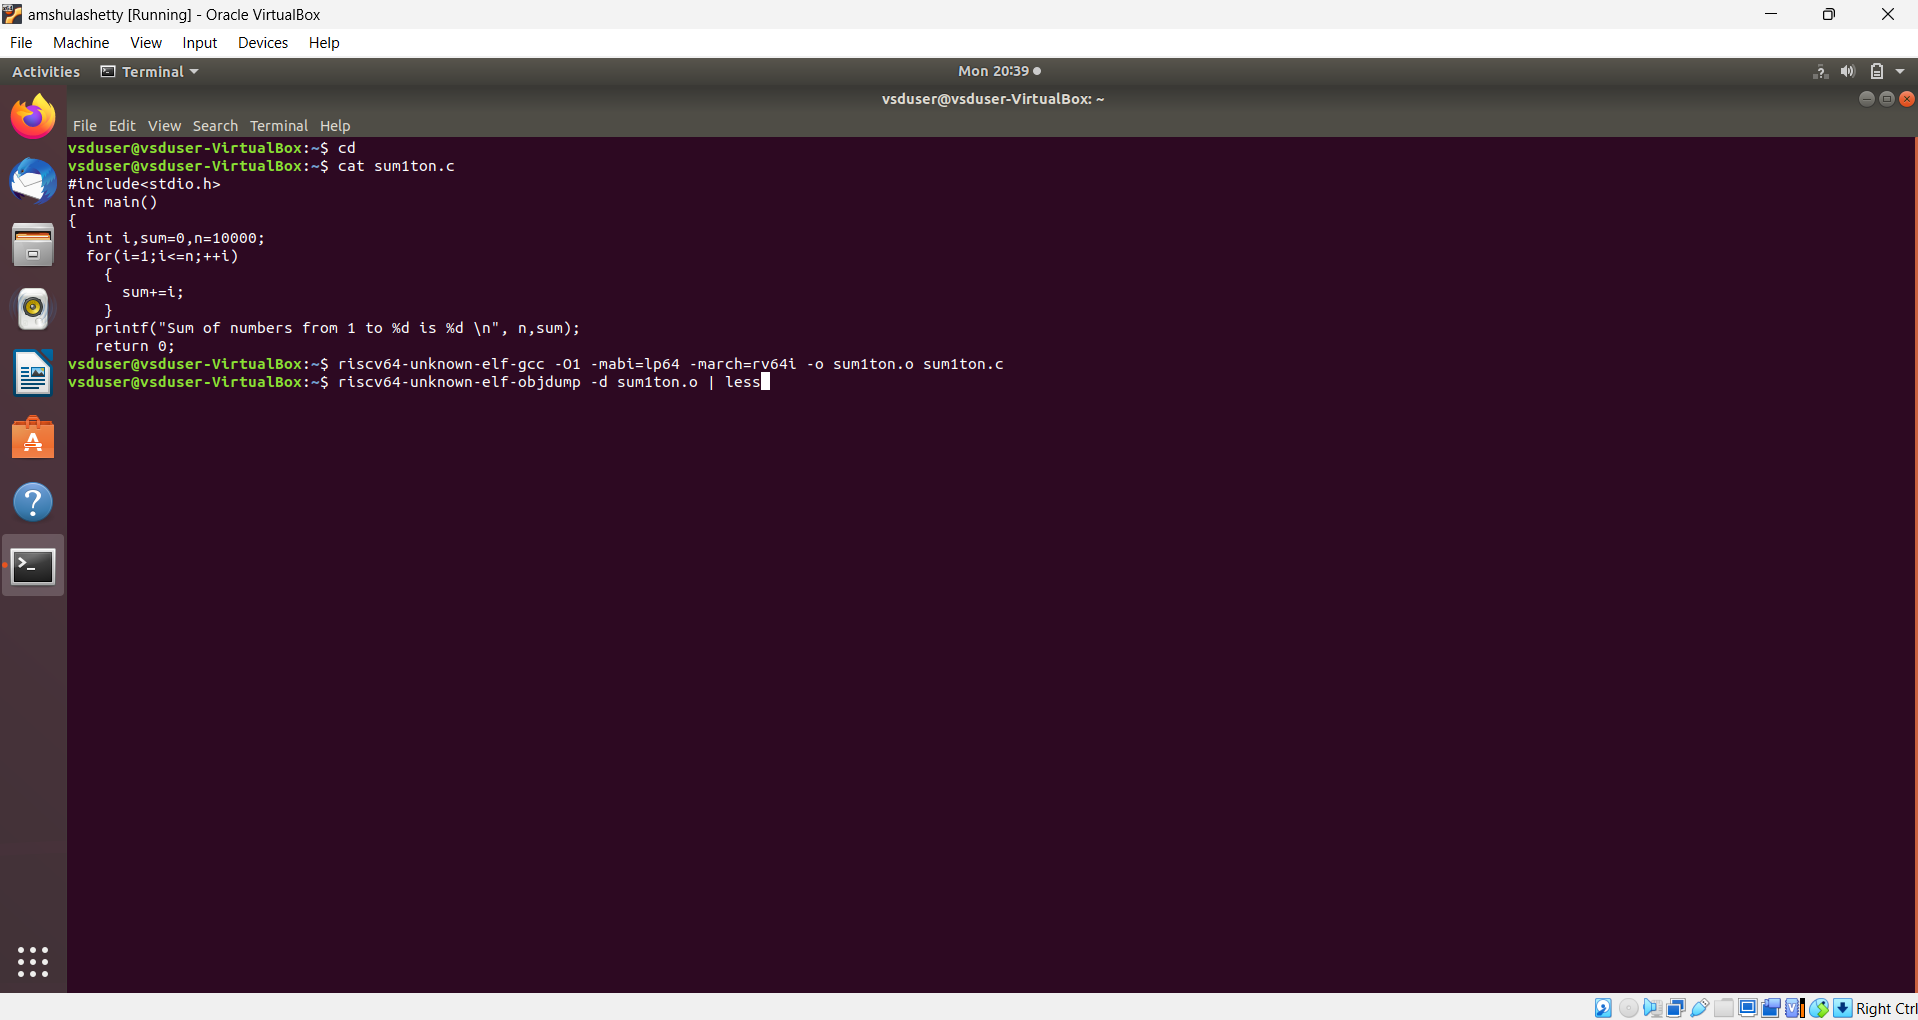 amshulashetty [Running] - Oracle VirtualBox
File Machine View Input Devices Help
Activities Terminal Mon 20:39
vsduser@vsduser-VirtualBox: ~
File Edit View Search Terminal Help
vsduser@vsduser-VirtualBox:~$ cd
vsduser@vsduser-VirtualBox:~$ cat sum1ton.c
#include<stdio.h>
int main()
{
  int i,sum=0,n=10000;
  for(i=1;i<=n;++i)
    {
      sum+=i;
    }
   printf("Sum of numbers from 1 to %d is %d \n", n,sum);
   return 0;
vsduser@vsduser-VirtualBox:~$ riscv64-unknown-elf-gcc -O1 -mabi=lp64 -march=rv64i -o sum1ton.o sum1ton.c
vsduser@vsduser-VirtualBox:~$ riscv64-unknown-elf-objdump -d sum1ton.o | less
Right Ctrl